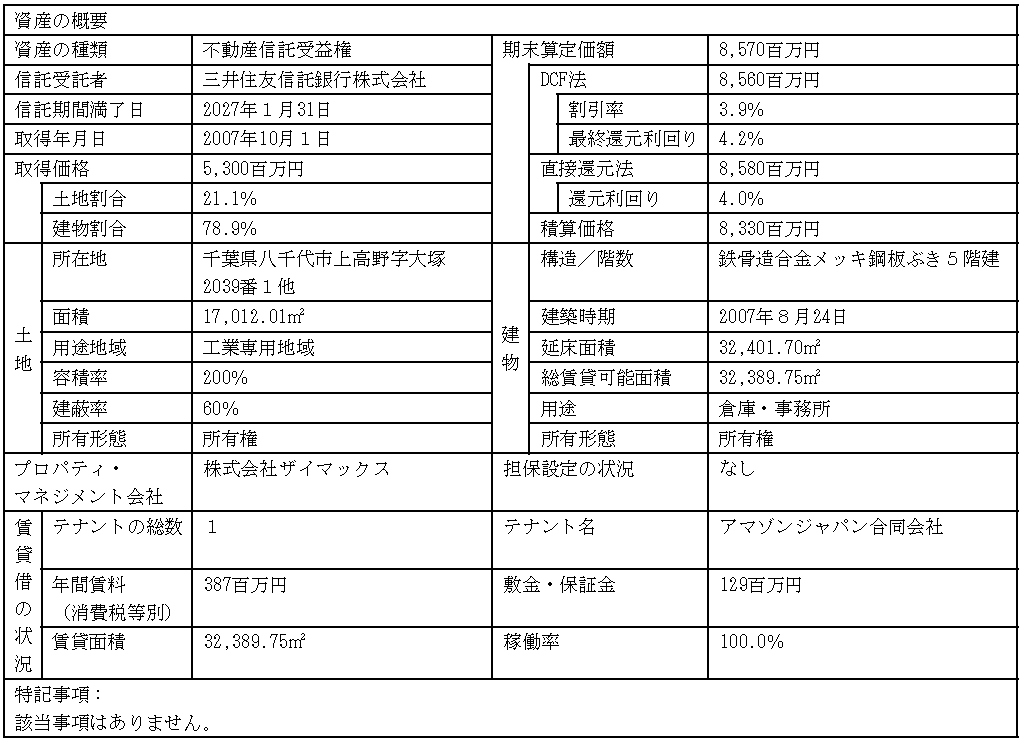 資産の概要
資産の種類 不動産信託受益権 期末算定価額 8,570百万円
信託受託者 三井住友信託銀行株式会社 DCF法 8,560百万円
信託期間満了日 2027年１月31日 割引率 3.9%
取得年月日 2007年10月１日 最終還元利回り 4.2%
取得価格 5,300百万円 直接還元法 8,580百万円
土地割合 21.1% 還元利回り 4.0%
建物割合 78.9% 積算価格 8,330百万円
土地 所在地 千葉県八千代市上高野字大塚 建物 構造／階数 鉄骨造合金メッキ鋼板ぶき５階建
2039番１他
面積 17,012.01㎡ 建築時期 2007年８月24日
用途地域 工業専用地域 延床面積 32,401.70㎡
容積率 200% 総賃貸可能面積 32,389.75㎡
建蔽率 60% 用途 倉庫・事務所
所有形態 所有権 所有形態 所有権
プロパティ・ 株式会社ザイマックス 担保設定の状況 なし
マネジメント会社
賃貸借の状況 テナントの総数 １ テナント名 アマゾンジャパン合同会社
年間賃料 387百万円 敷金・保証金 129百万円
（消費税等別）
賃貸面積 32,389.75㎡ 稼働率 100.0%
特記事項：
該当事項はありません。